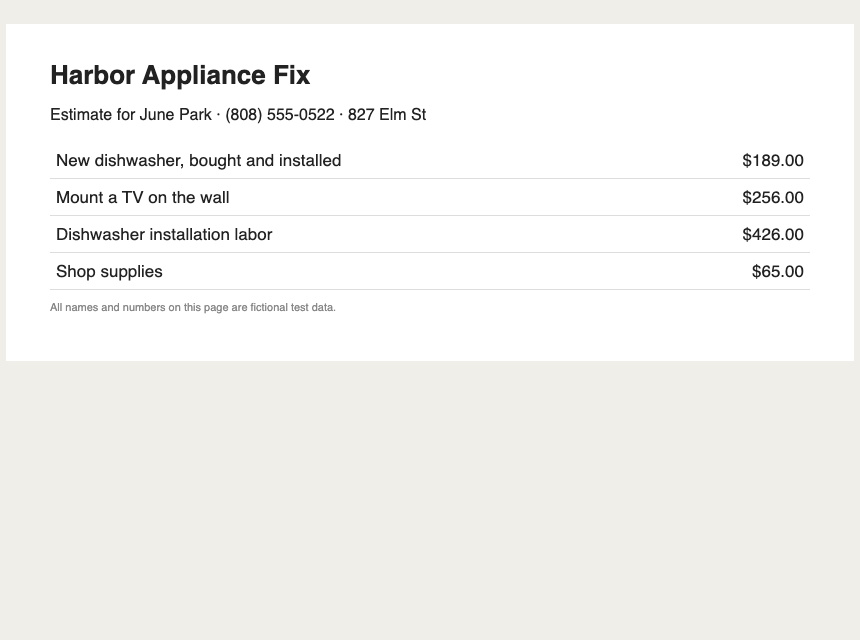 Harbor Appliance Fix
Estimate for June Park · (808) 555-0522 · 827 Elm St
New dishwasher, bought and installed $189.00
Mount a TV on the wall $256.00
Dishwasher installation labor $426.00
Shop supplies $65.00
All names and numbers on this page are fictional test data.